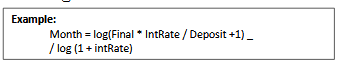 Example:
Month = log(Final * IntRate / Deposit +1) _
/ log (1 + intRate)